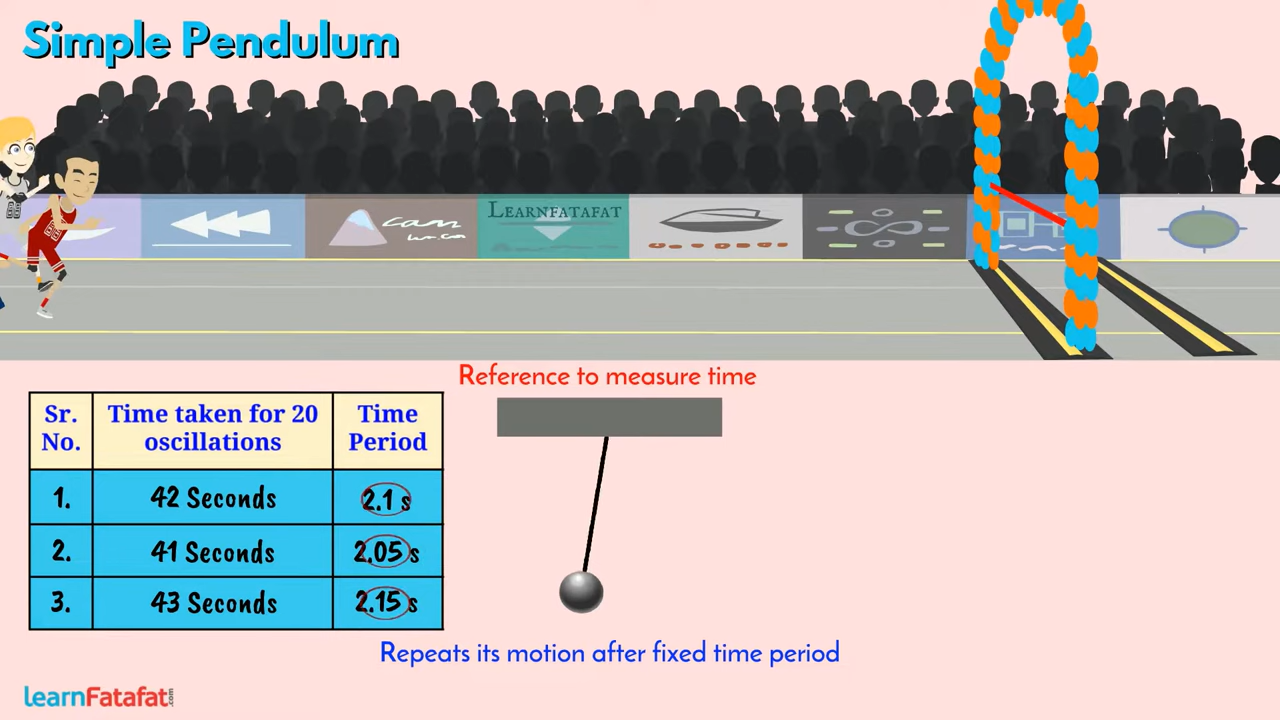 Simple Pendulum
LEARNFATAFAT
Reference to measure time
Sr. No.
Time taken for 20 oscillations
Time Period
1.
42 Seconds
2.1 s
2.
41 Seconds
2.05 s
3.
43 Seconds
2.15 s
Repeats its motion after fixed time period
learnFatafat.com